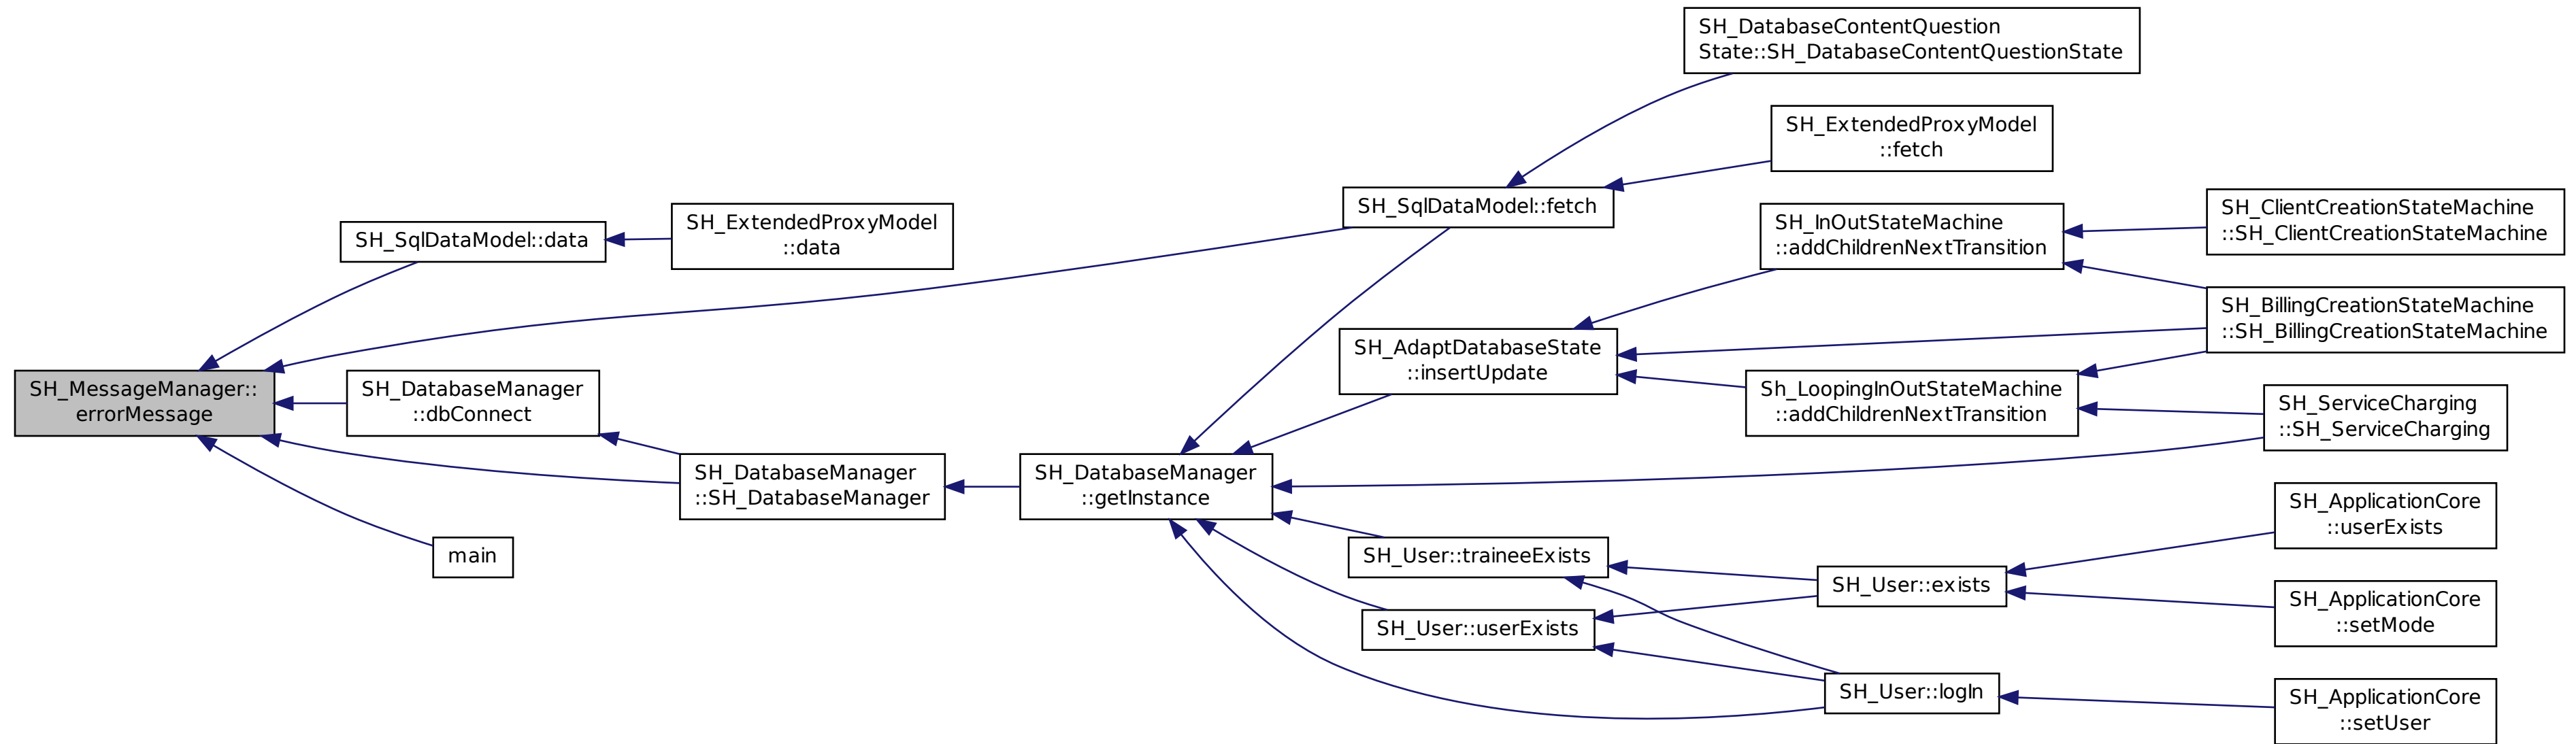 SH_DatabaseContentQuestion
State::SH_DatabaseContentQuestionState
SH_ExtendedProxyModel
::fetch
SH_SqlDataModel::fetch
SH_InOutStateMachine
::addChildrenNextTransition
SH_ClientCreationStateMachine
::SH_ClientCreationStateMachine
SH_SqlDataModel::data
SH_ExtendedProxyModel
::data
SH_BillingCreationStateMachine
::SH_BillingCreationStateMachine
SH_AdaptDatabaseState
::insertUpdate
SH_MessageManager::
errorMessage
SH_DatabaseManager
::dbConnect
Sh_LoopingInOutStateMachine
::addChildrenNextTransition
SH_ServiceCharging
::SH_ServiceCharging
SH_DatabaseManager
::SH_DatabaseManager
SH_DatabaseManager
::getInstance
SH_ApplicationCore
::userExists
main
SH_User::traineeExists
SH_User::exists
SH_ApplicationCore
::setMode
SH_User::userExists
SH_User::logIn
SH_ApplicationCore
::setUser